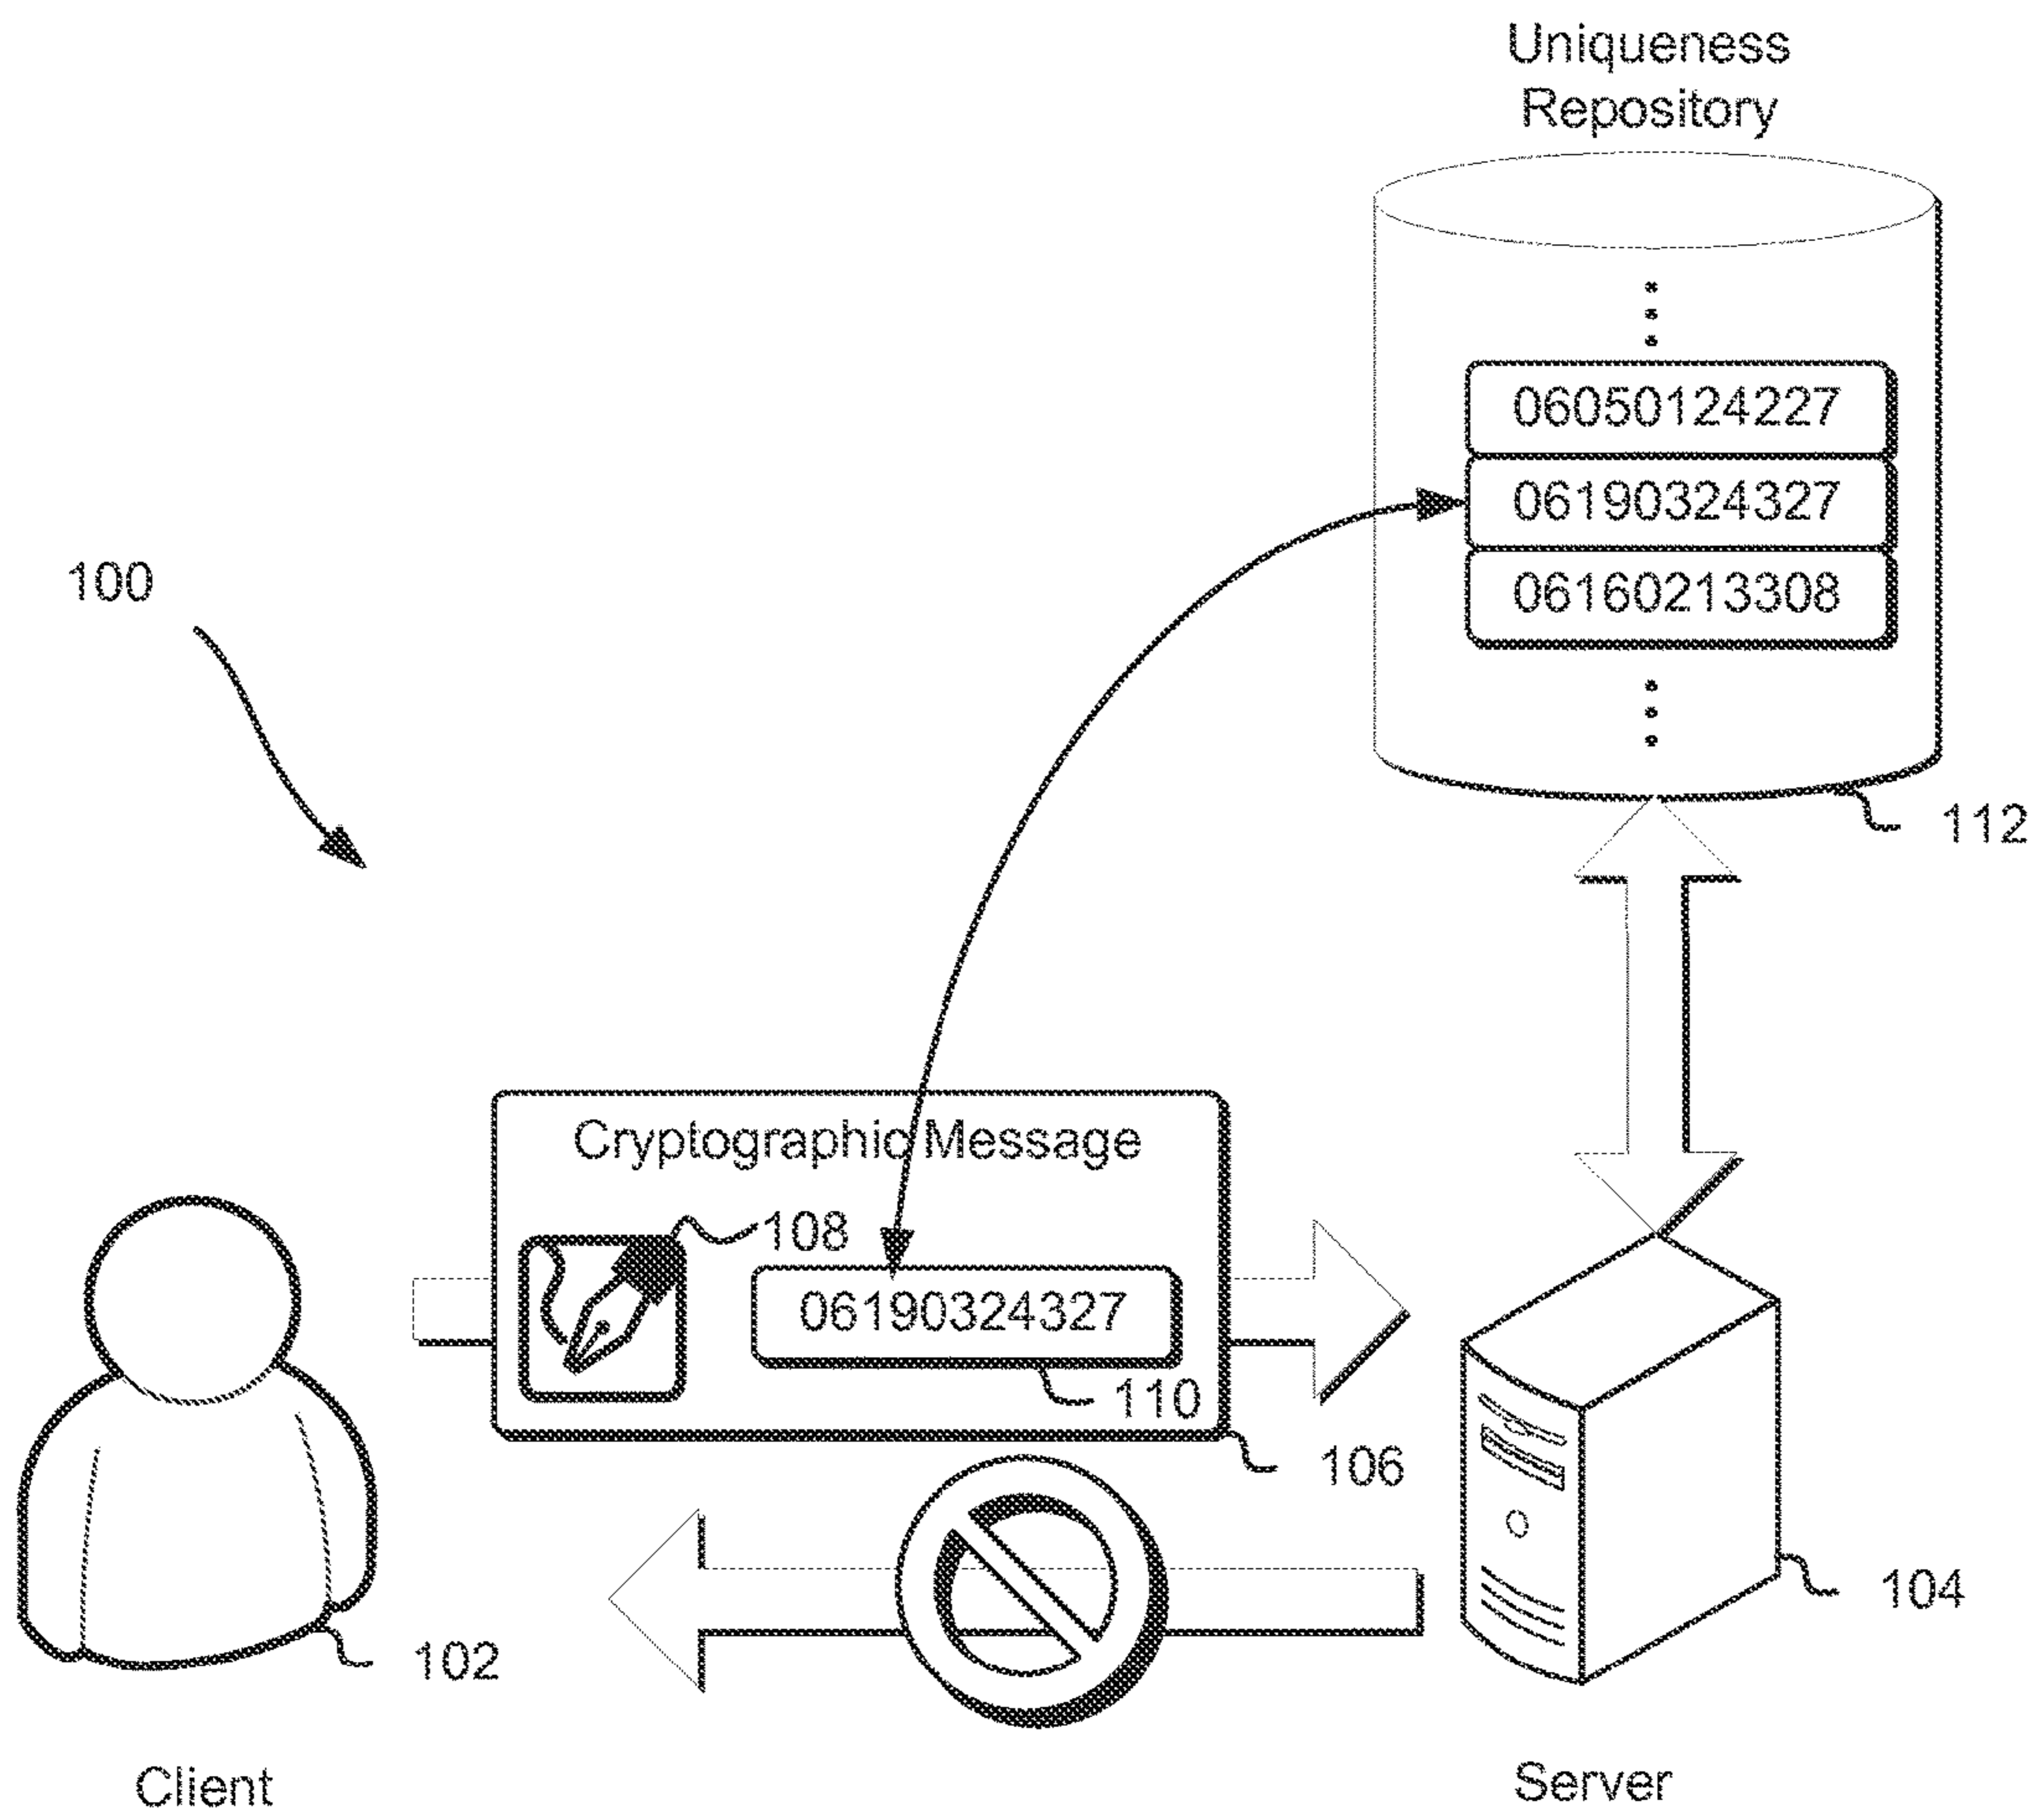 Uniqueness
Repository
06050124227
06190324327
06160213308
100
112
Cryptographic Message
108
06190324327
110
106
104
102
Client
Server